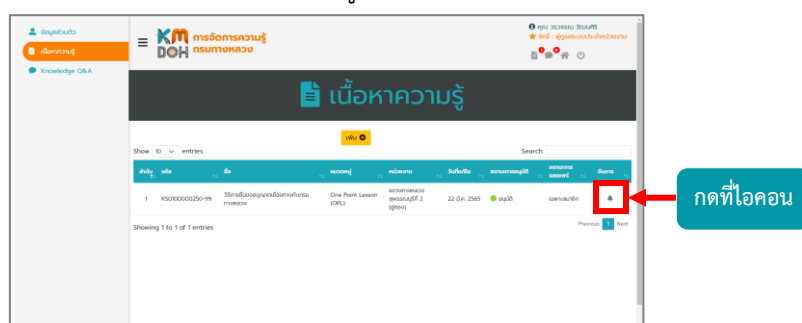 ข้อมูลส่วนตัว
เนื้อหาความรู้
Knowledge Q&A
KM DOH
การจัดการความรู้
กรมทางหลวง
คุณ วรวรรณ วัฒนศิริ
สิทธิ์ : ผู้ดูแลระบบประจำหน่วยงาน
เนื้อหาความรู้
เพิ่ม
Show 10 entries
Search:
ลำดับ รหัส ชื่อ หมวดหมู่ หน่วยงาน วันที่แก้ไข สถานะการอนุมัติ สถานะการเผยแพร่ จัดการ
1 KS0100000250-99 วิธีการยื่นขออนุญาตเชื่อมทางกับกรมทางหลวง One Point Lesson (OPL) แขวงทางหลวงสุพรรณบุรีที่ 2 (อู่ทอง) 22 มี.ค. 2565 อนุมัติ เฉพาะสมาชิก
Showing 1 to 1 of 1 entries
Previous 1 Next
กดที่ไอคอน